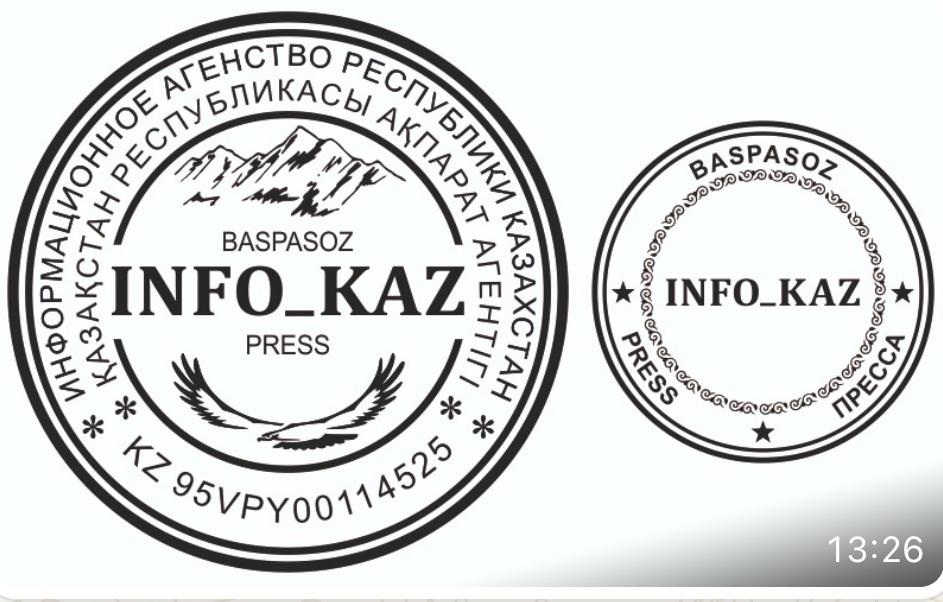 ИНФОРМАЦИОННОЕ АГЕНСТВО РЕСПУБЛИКИ КАЗАХСТАН
ҚАЗАҚСТАН РЕСПУБЛИКАСЫ АҚПАРАТ АГЕНТІГІ
BASPASOZ
INFO_KAZ
PRESS
* * KZ 95VPY00114525 * *
BASPASOZ
INFO_KAZ
PRESS
ПРЕССА
13:26